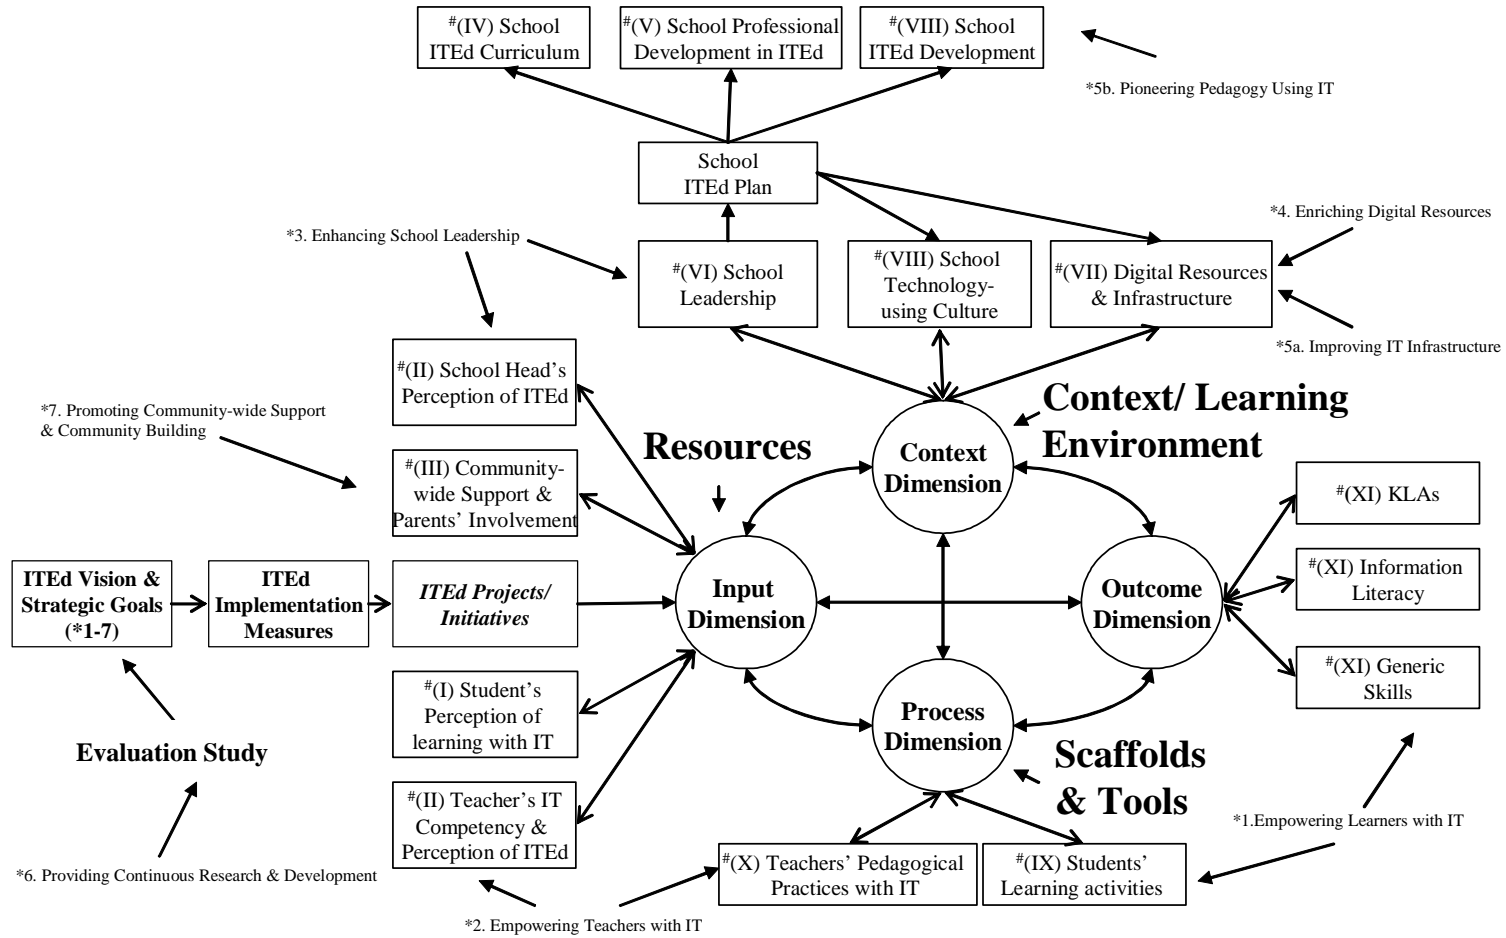 #(IV) School
ITEd Curriculum
#(V) School Professional
Development in ITEd
#(VIII) School
ITEd Development
*5b. Pioneering Pedagogy Using IT
School
ITEd Plan
*4. Enriching Digital Resources
*3. Enhancing School Leadership
#(VI) School
Leadership
#(VIII) School
Technology-
using Culture
#(VII) Digital Resources
& Infrastructure
*5a. Improving IT Infrastructure
#(II) School Head's
Perception of ITEd
*7. Promoting Community-wide Support
& Community Building
Resources
Context/ Learning
Environment
Context
Dimension
#(III) Community-
wide Support &
Parents' Involvement
#(XI) KLAs
ITEd Vision &
Strategic Goals
(*1-7)
ITEd
Implementation
Measures
ITEd Projects/
Initiatives
Input
Dimension
Outcome
Dimension
#(XI) Information
Literacy
#(XI) Generic
Skills
#(I) Student's
Perception of
learning with IT
Process
Dimension
Evaluation Study
Scaffolds
& Tools
#(II) Teacher's IT
Competency &
Perception of ITEd
*1.Empowering Learners with IT
#(X) Teachers' Pedagogical
Practices with IT
#(IX) Students'
Learning activities
*6. Providing Continuous Research & Development
*2. Empowering Teachers with IT